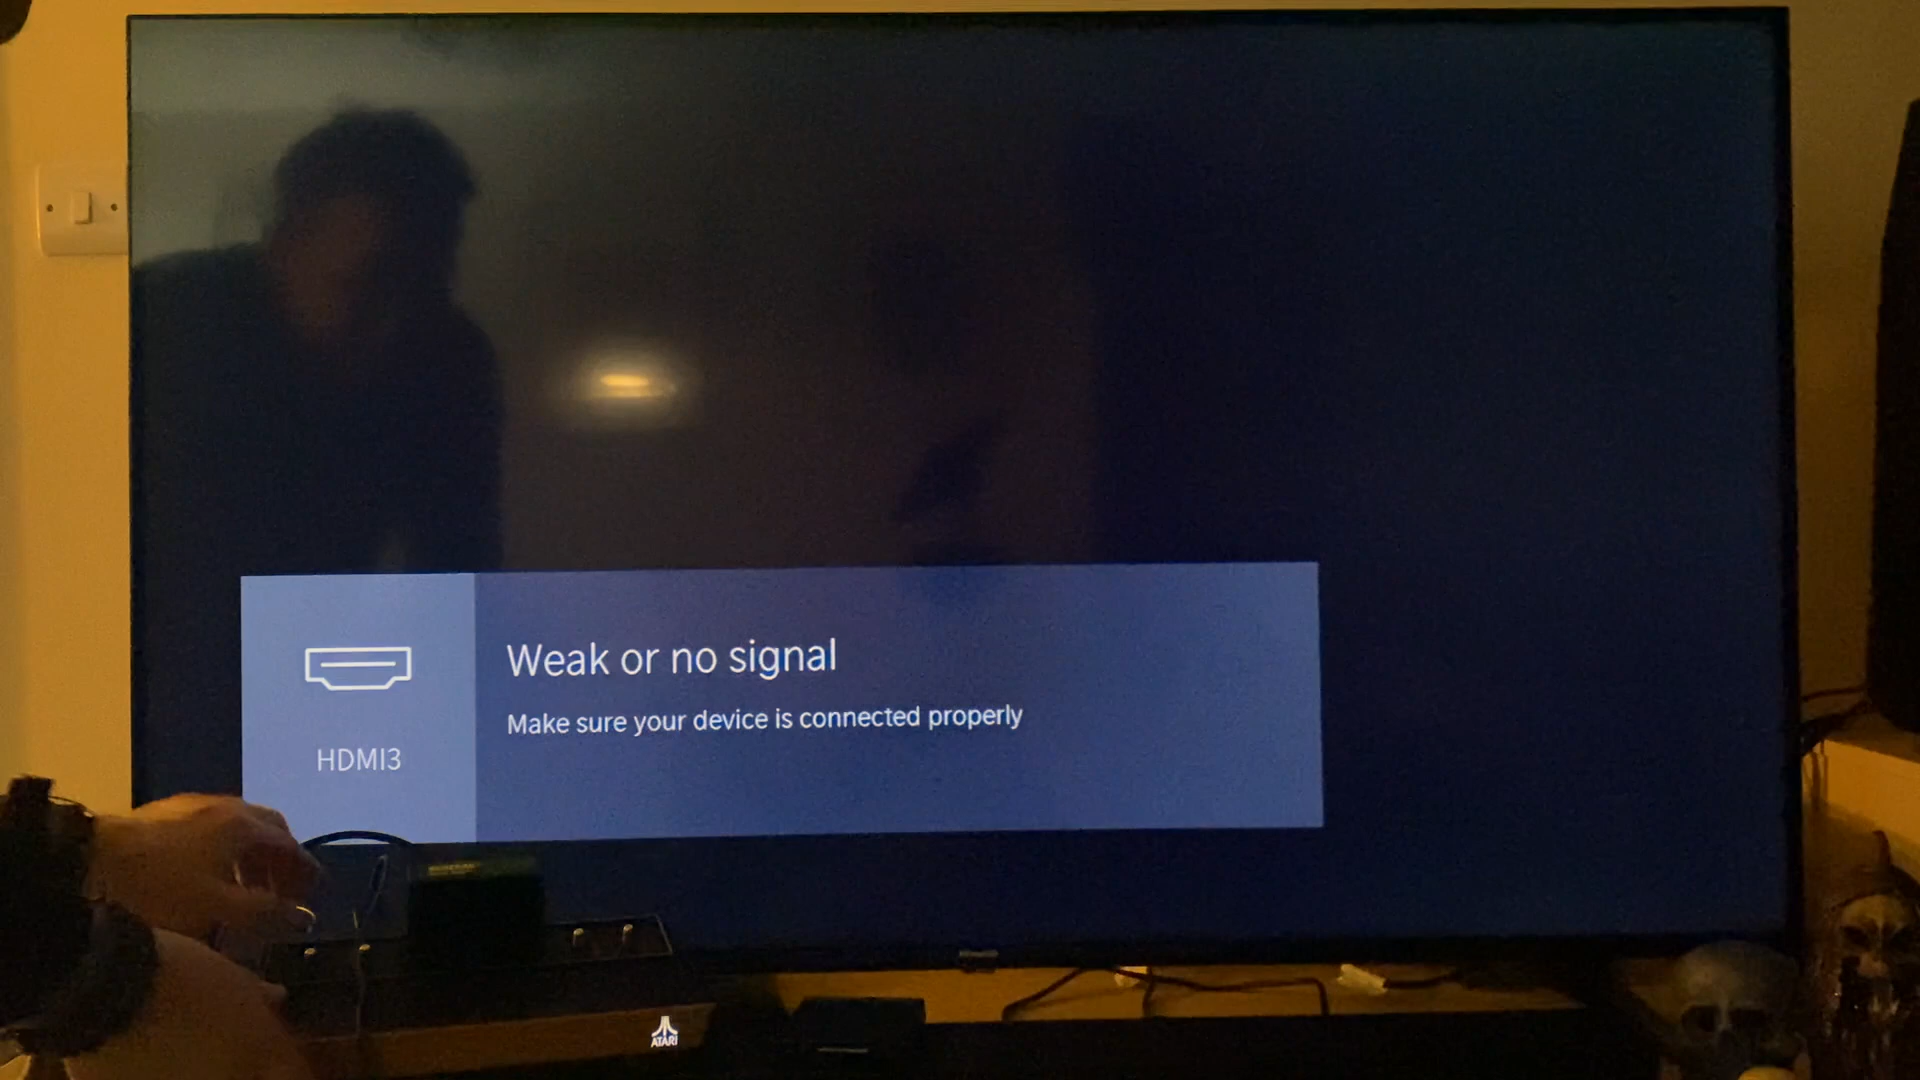 Weak or no signal
Make sure your device is connected properly
HDMI3
ATARI